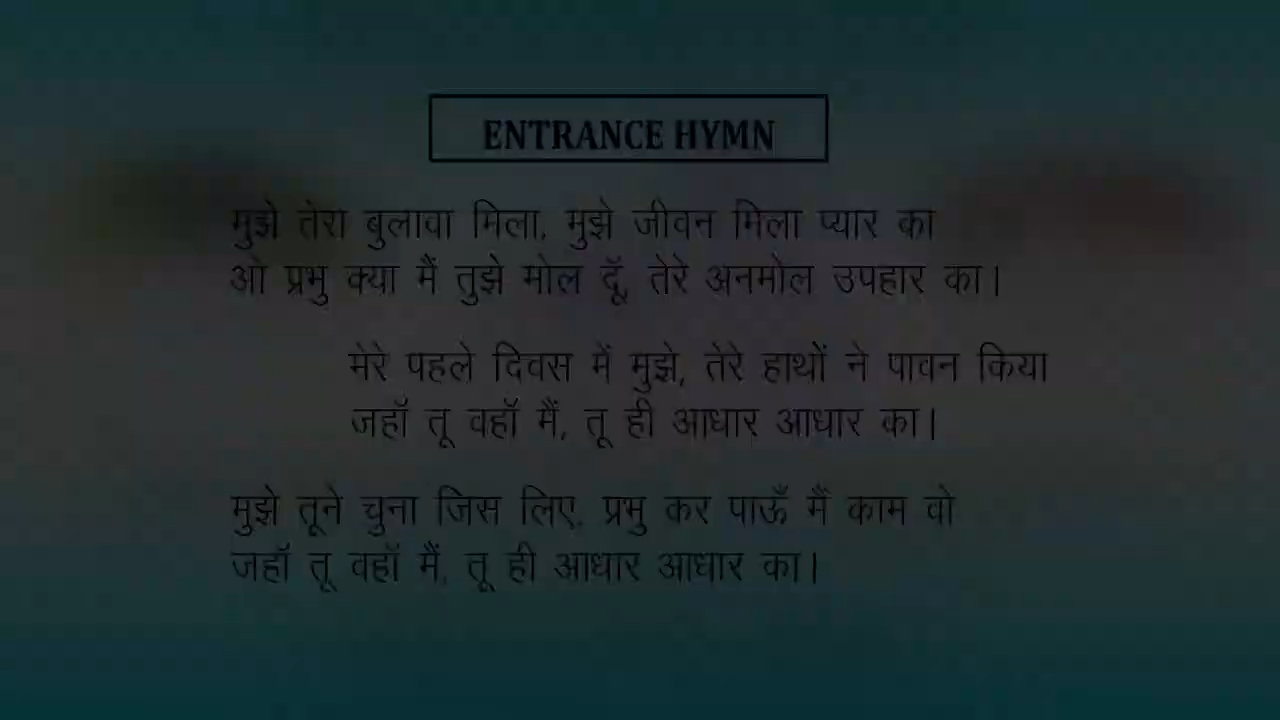 ENTRANCE HYMN
मुझे तेरा बुलावा मिला, मुझे जीवन मिला प्यार का
ओ प्रभु क्या मैं तुझे मोल दूँ, तेरे अनमोल उपहार का।
मेरे पहले दिवस में मुझे, तेरे हाथों ने पावन किया
जहॉ तू वहॉ मैं, तू ही आधार आधार का।
मुझे तूने चुना जिस लिए, प्रभु कर पाऊँ मैं काम वो
जहॉ तू वहॉ मैं, तू ही आधार आधार का।